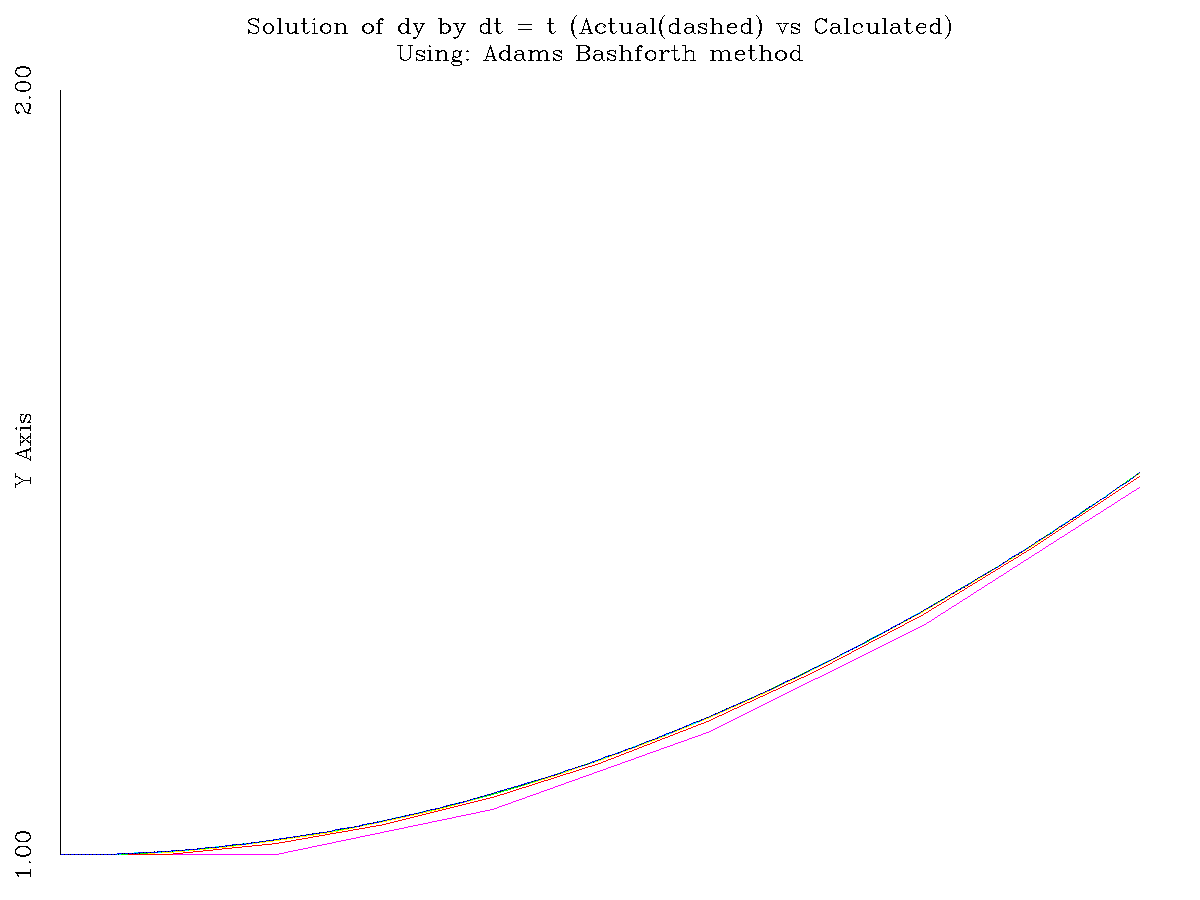 Solution of dy by dt = t (Actual(dashed) vs Calculated)
Using: Adams Bashforth method
2.00
Y Axis
1.00